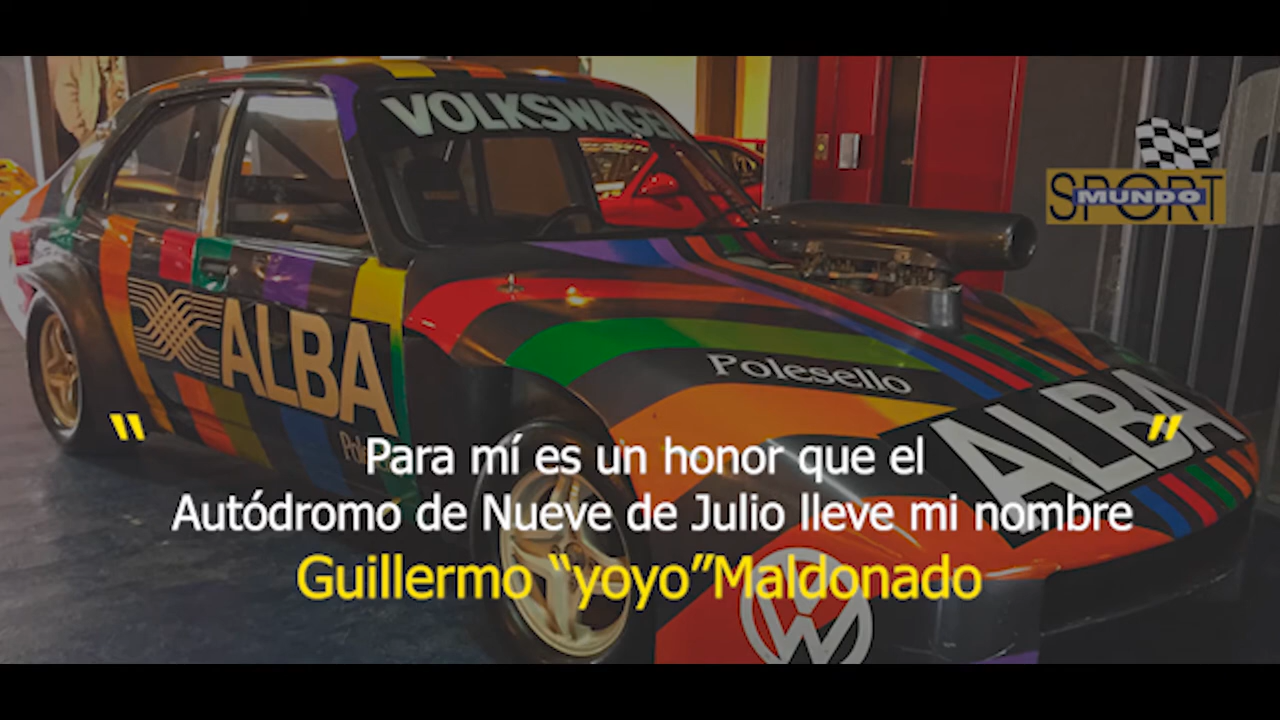 VOLKSWAGEN
SPORT
MUNDO
ALBA
Polesello
ALBA
“
”
Para mí es un honor que el
Autódromo de Nueve de Julio lleve mi nombre
Guillermo “yoyo”Maldonado